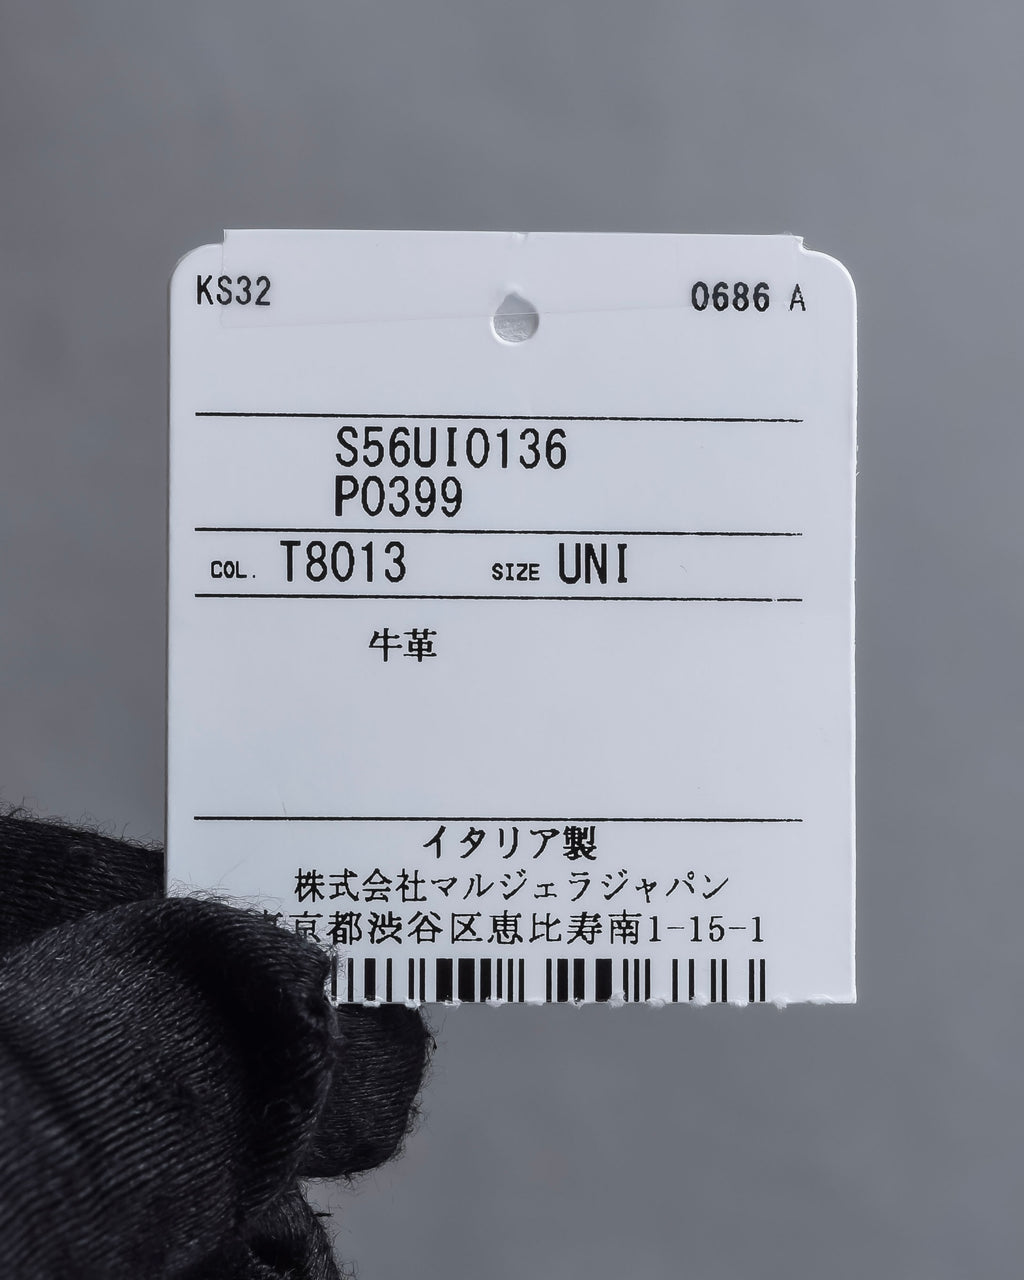 KS32 0686 A
S56UI0136
P0399
COL. T8013 SIZE UNI
牛革
イタリア製
株式会社マルジェラジャパン
京都渋谷区恵比寿南1-15-1